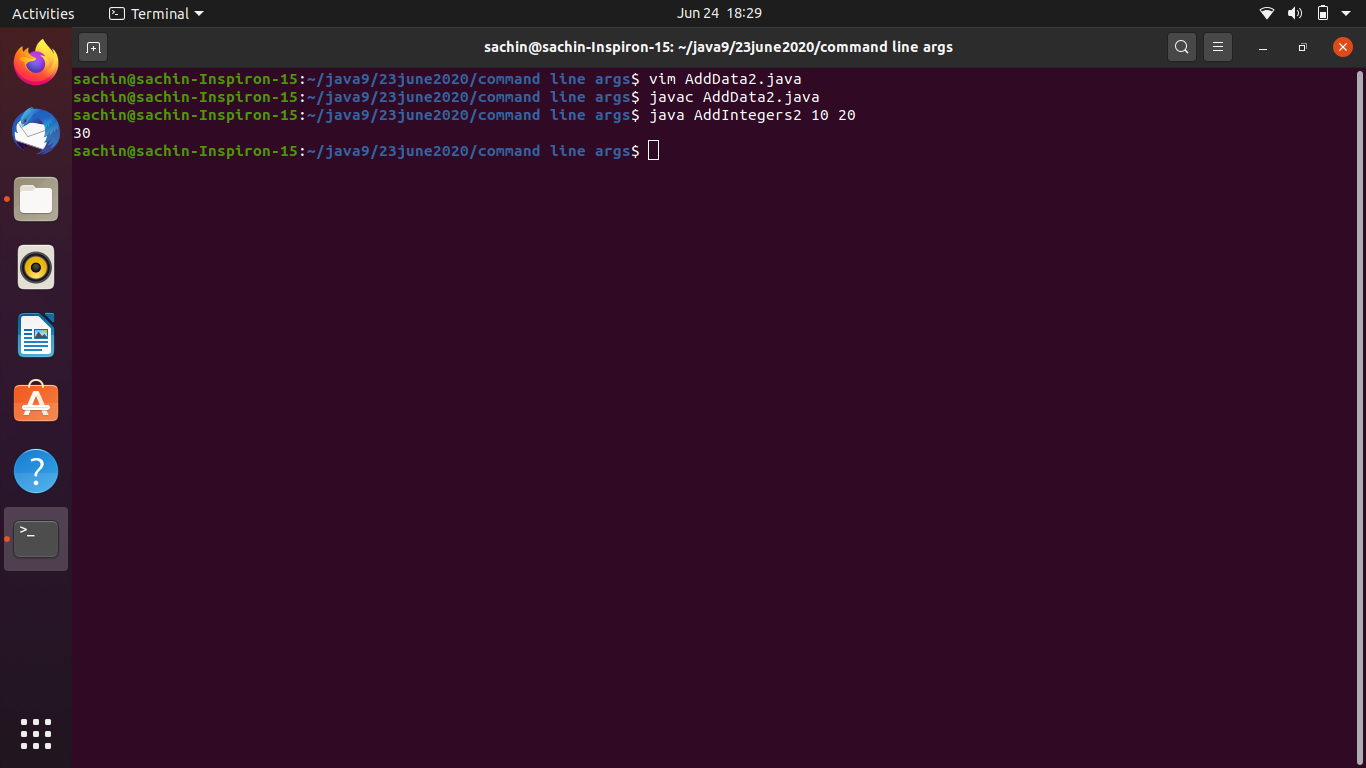 Activities Terminal Jun 24 18:29
sachin@sachin-Inspiron-15: ~/java9/23june2020/command line args
sachin@sachin-Inspiron-15:~/java9/23june2020/command line args$ vim AddData2.java
sachin@sachin-Inspiron-15:~/java9/23june2020/command line args$ javac AddData2.java
sachin@sachin-Inspiron-15:~/java9/23june2020/command line args$ java AddIntegers2 10 20
30
sachin@sachin-Inspiron-15:~/java9/23june2020/command line args$